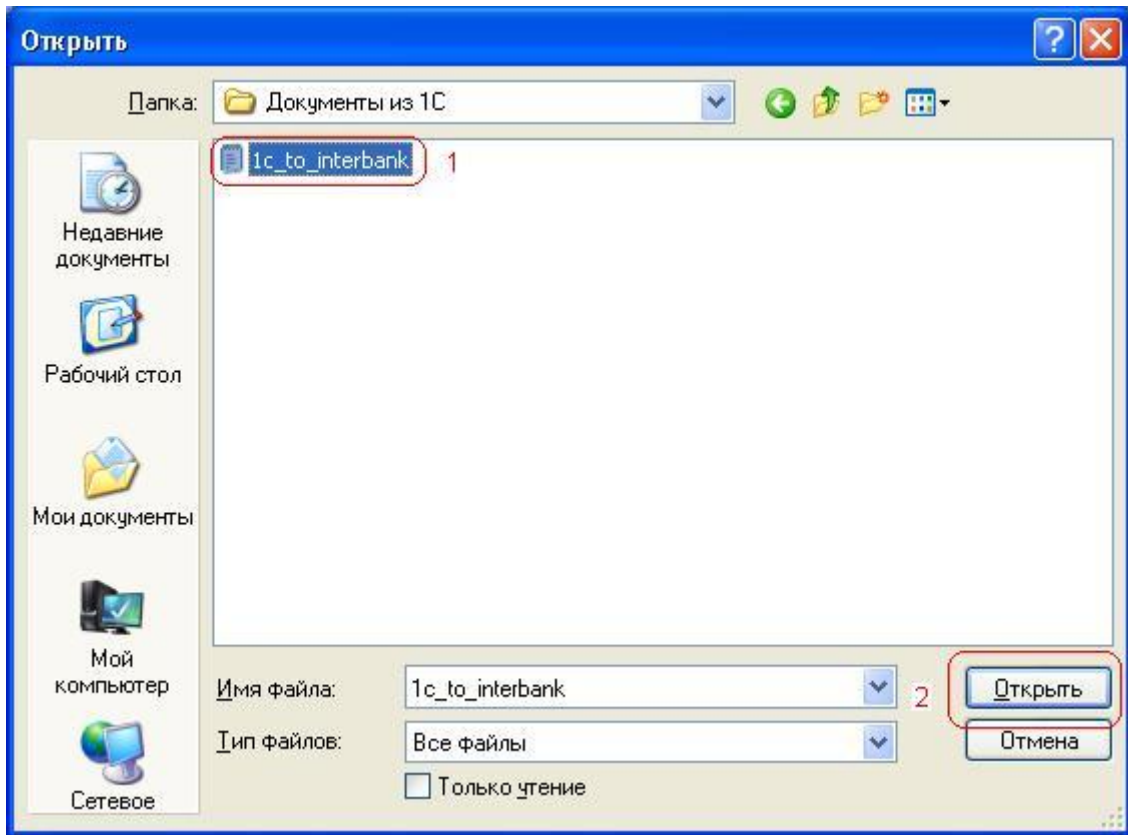 Открыть
Папка: Документы из 1С
1c_to_interbank 1
Недавние
документы
Рабочий стол
Мои документы
Мой
компьютер
Сетевое
Имя файла: 1c_to_interbank 2 Открыть
Тип файлов: Все файлы Отмена
Только чтение